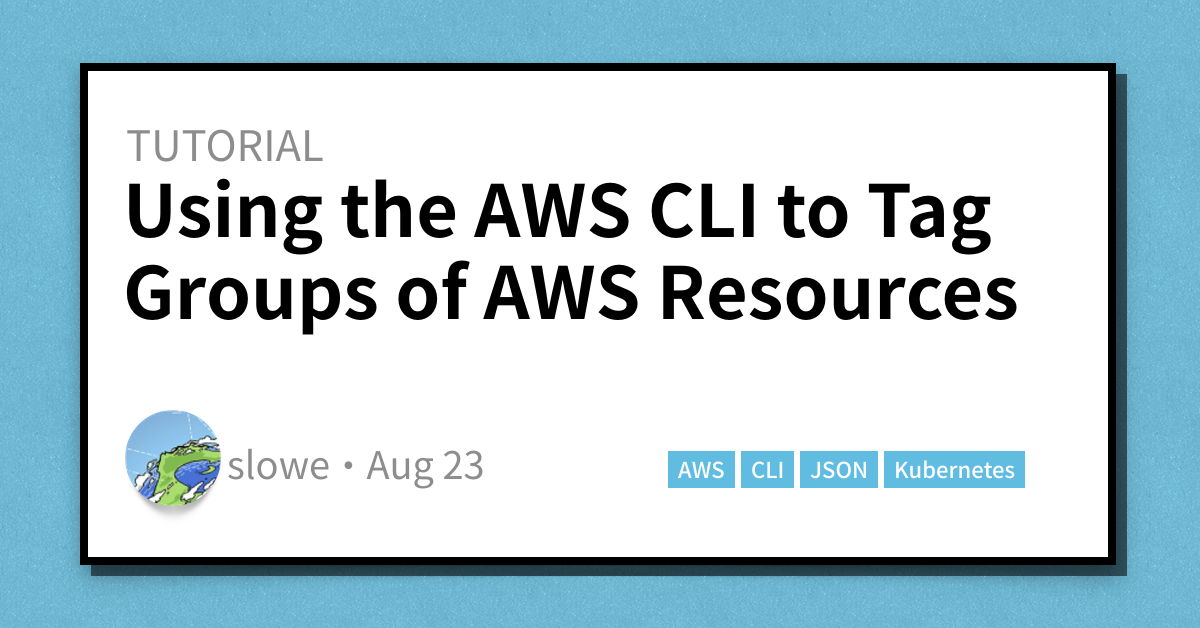 TUTORIAL
Using the AWS CLI to Tag
Groups of AWS Resources
slowe • Aug 23
AWS CLI JSON Kubernetes